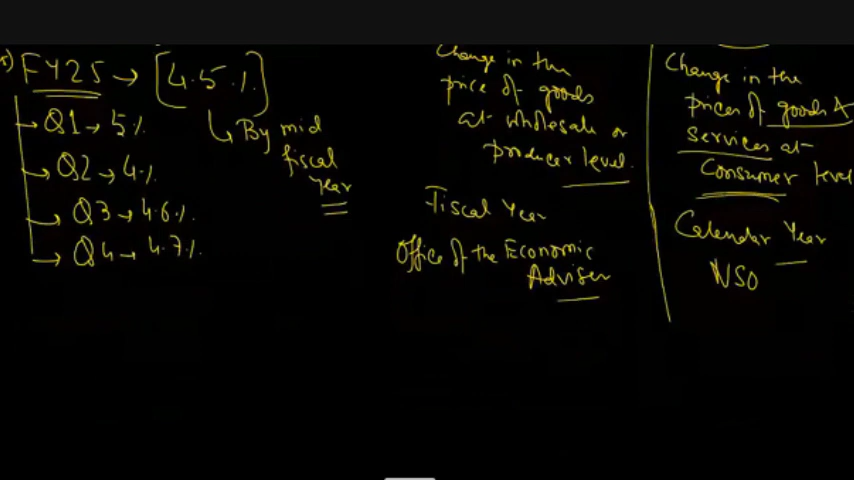 FY25 → [4.5%]
Q1 → 5%
Q2 → 4%
Q3 → 4.6%
Q4 → 4.7%
By mid
fiscal
year
Change in the
price of goods
at wholesale or
producer level.
Fiscal Year
Office of the Economic
Adviser
Change in the
prices of goods &
services at
Consumer level
Calendar Year
NSO